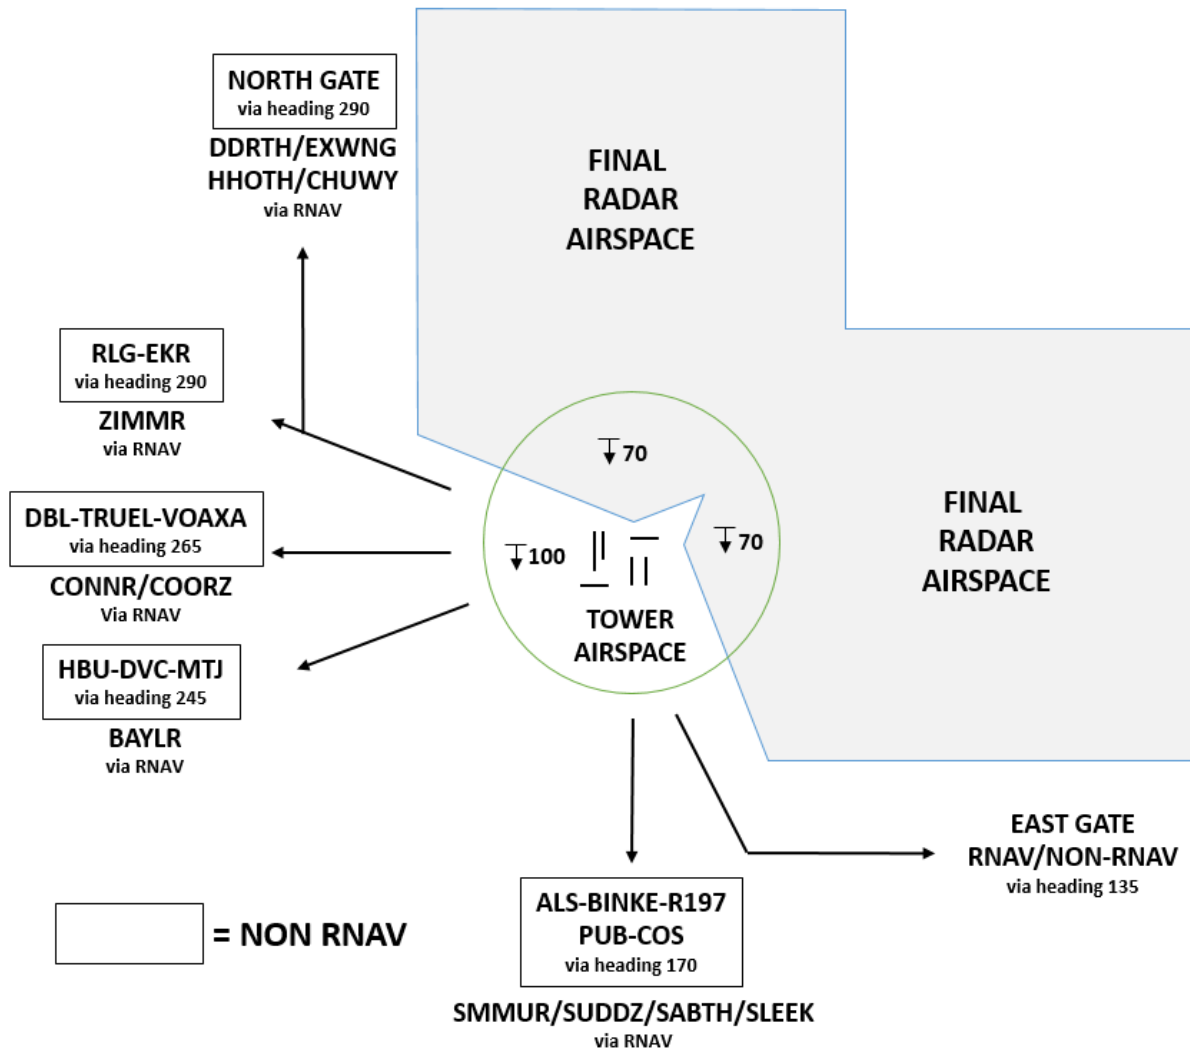 NORTH GATE
via heading 290
DDRTH/EXWNG
HHOTH/CHUWY
via RNAV
FINAL
RADAR
AIRSPACE
RLG-EKR
via heading 290
ZIMMR
via RNAV
70
DBL-TRUEL-VOAXA
via heading 265
CONNR/COORZ
Via RNAV
100
70
FINAL
RADAR
AIRSPACE
TOWER
AIRSPACE
HBU-DVC-MTJ
via heading 245
BAYLR
via RNAV
EAST GATE
RNAV/NON-RNAV
via heading 135
ALS-BINKE-R197
PUB-COS
via heading 170
SMMUR/SUDDZ/SABTH/SLEEK
via RNAV
= NON RNAV